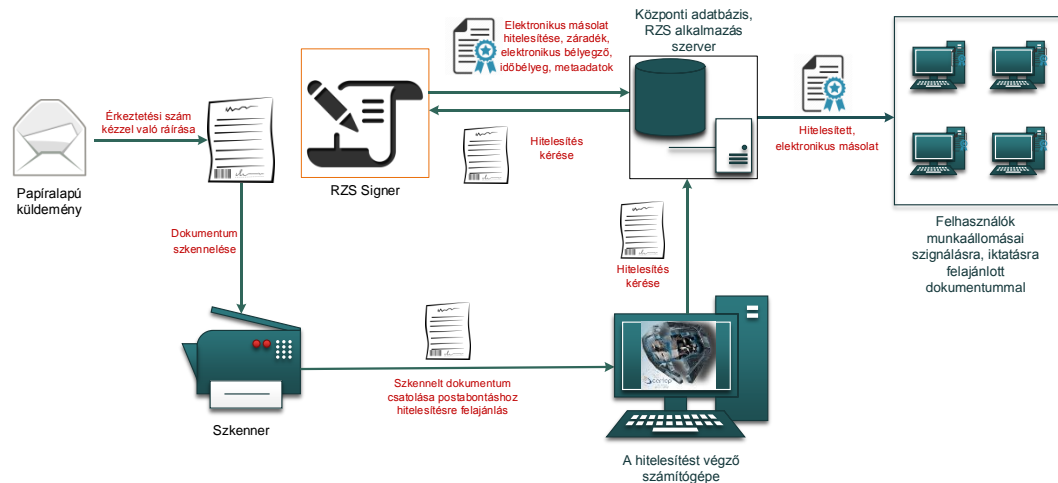 Elektronikus másolat
hitelesítése, záradék,
elektronikus bélyegző,
időbélyeg, metaadatok
Központi adatbázis,
RZS alkalmazás
szerver
Érkeztetési szám
kézzel való ráírása
Hitelesítés
kérése
Hitelesített,
elektronikus másolat
Papíralapú
küldemény
RZS Signer
Dokumentum
szkennelése
Hitelesítés
kérése
Felhasználók
munkaállomásai
szignálásra, iktatásra
felajánlott
dokumentummal
Szkennelt dokumentum
csatolása postabontáshoz
hitelesítésre felajánlás
Szkenner
A hitelesítést végző
számítógépe